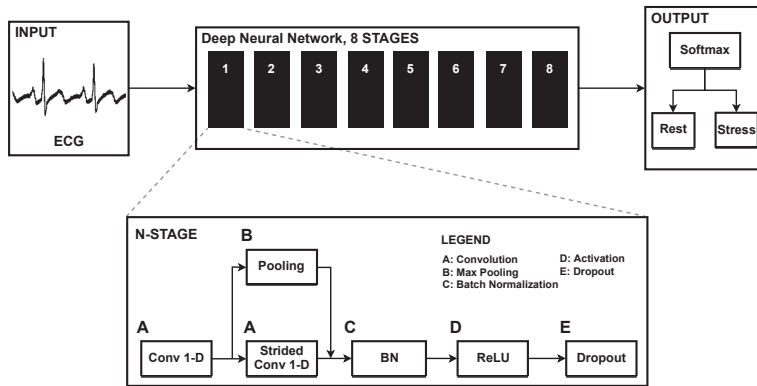 INPUT
ECG
Deep Neural Network, 8 STAGES
1 2 3 4 5 6 7 8
OUTPUT
Softmax
Rest Stress
N-STAGE
B
Pooling
LEGEND
A: Convolution
B: Max Pooling
C: Batch Normalization
D: Activation
E: Dropout
A A C D E
Conv 1-D
Strided
Conv 1-D
BN
ReLU
Dropout